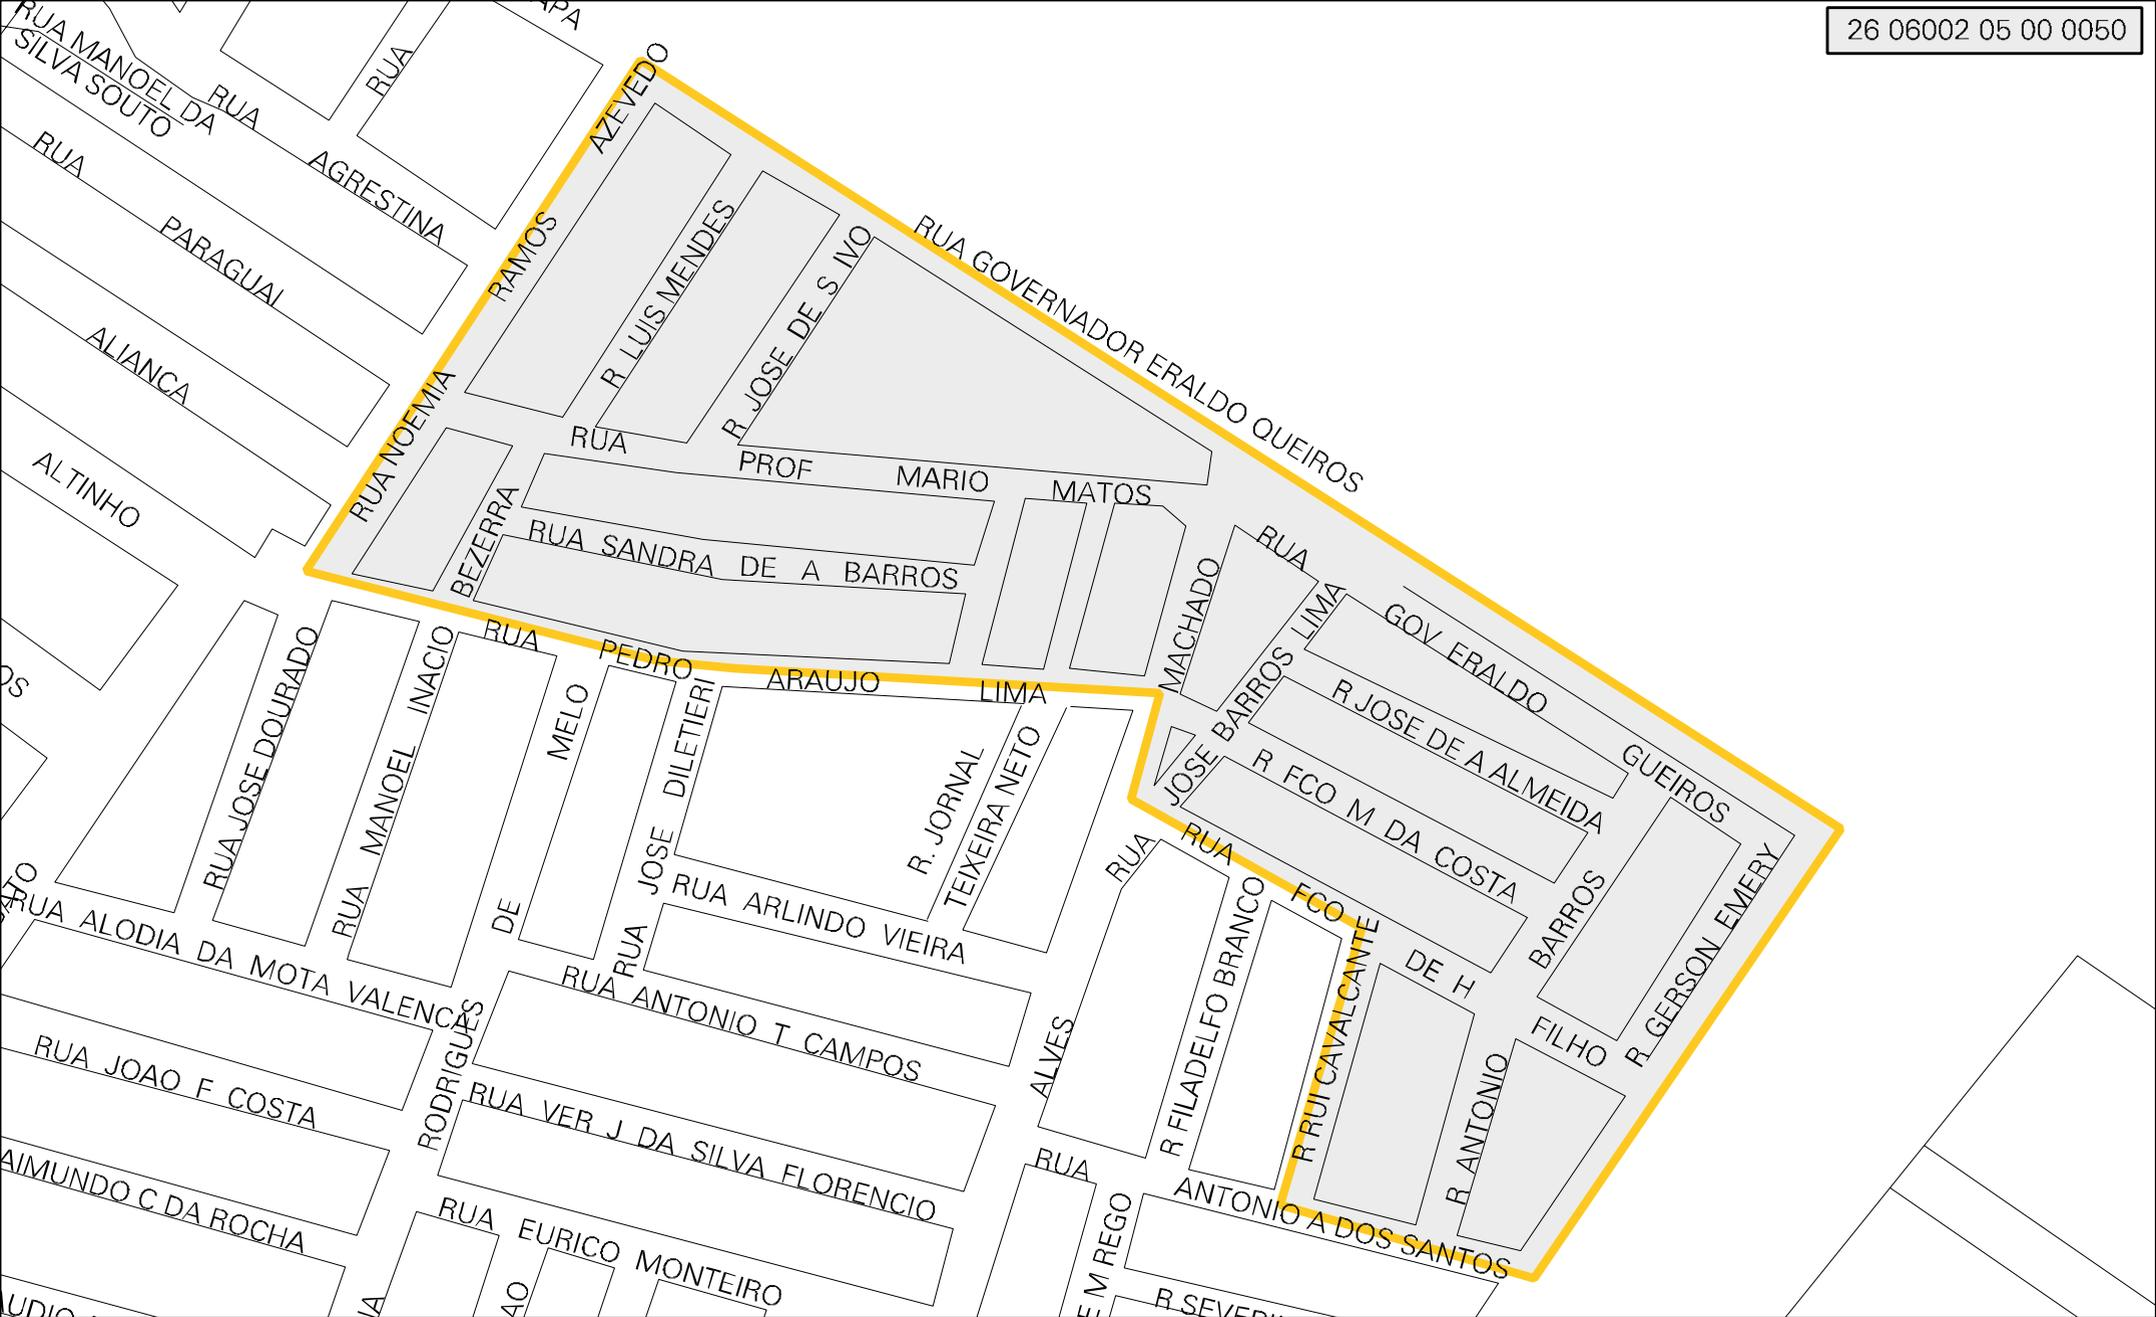 26 06002 05 00 0050
RUA MANOEL DA
SILVA SOUTO
RUA
AGRESTINA
RUA
RUA
PARAGUAI
ALIANCA
ALTINHO
RUA NOEMIA RAMOS AZEVEDO
R LUIS MENDES
R JOSE DE S IVO
RUA GOVERNADOR ERALDO QUEIROS
RUA PROF MARIO MATOS
BEZERRA
RUA SANDRA DE A BARROS
RUA PEDRO ARAUJO LIMA
MACHADO
RUA GOV ERALDO GUEIROS
JOSE BARROS LIMA
R JOSE DE A ALMEIDA
R FCO M DA COSTA
RUA FCO E DE H FILHO
BARROS
R GERSON EMERY
R RUI CAVALCANTE
R ANTONIO
RUA JOSE DOURADO
RUA MANOEL INACIO
MELO
DE
RODRIGUES
RUA JOSE DILETIERI
R. JORNAL
TEIXEIRA NETO
RUA
ALVES
R FILADELFO BRANCO
RUA ARLINDO VIEIRA
RUA ALODIA DA MOTA VALENCA
RUA ANTONIO T CAMPOS
RUA JOAO F COSTA
RUA VER J DA SILVA FLORENCIO
AIMUNDO C DA ROCHA
RUA EURICO MONTEIRO
RUA ANTONIO A DOS SANTOS
E M REGO
R SEVERI